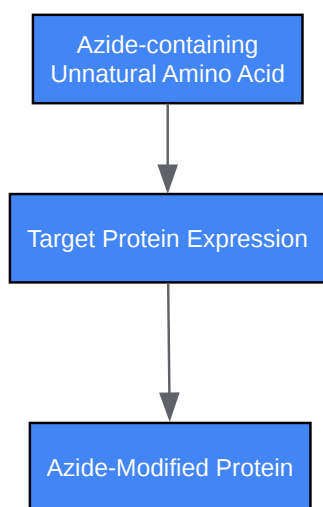 Azide-containing
Unnatural Amino Acid
Target Protein Expression
Azide-Modified Protein